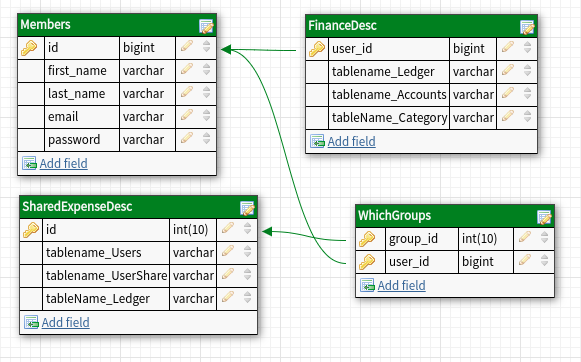 Members
id bigint
first_name varchar
last_name varchar
email varchar
password varchar
Add field
FinanceDesc
user_id bigint
tablename_Ledger varchar
tablename_Accounts varchar
tableName_Category varchar
Add field
SharedExpenseDesc
id int(10)
tablename_Users varchar
tablename_UserShare varchar
tableName_Ledger varchar
Add field
WhichGroups
group_id int(10)
user_id bigint
Add field